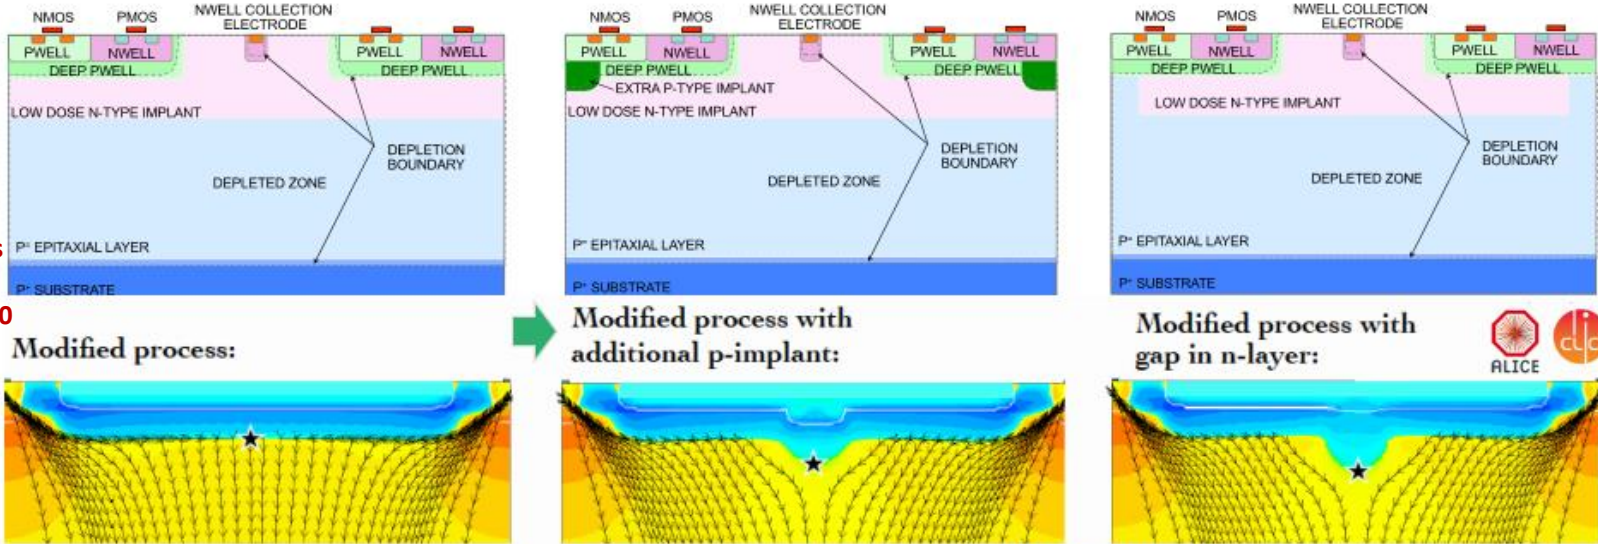 NMOS PMOS
NWELL COLLECTION
ELECTRODE
PWELL NWELL PWELL NWELL
DEEP PWELL DEEP PWELL
LOW DOSE N-TYPE IMPLANT
DEPLETION
BOUNDARY
DEPLETED ZONE
P⁼ EPITAXIAL LAYER
P⁺ SUBSTRATE
s
0
Modified process:
NMOS PMOS
NWELL COLLECTION
ELECTRODE
PWELL NWELL PWELL NWELL
DEEP PWELL DEEP PWELL
EXTRA P-TYPE IMPLANT
LOW DOSE N-TYPE IMPLANT
DEPLETION
BOUNDARY
DEPLETED ZONE
P⁼ EPITAXIAL LAYER
P⁺ SUBSTRATE
Modified process with
additional p-implant:
NMOS PMOS
NWELL COLLECTION
ELECTRODE
PWELL NWELL PWELL NWELL
DEEP PWELL DEEP PWELL
LOW DOSE N-TYPE IMPLANT
DEPLETION
BOUNDARY
DEPLETED ZONE
P⁼ EPITAXIAL LAYER
P⁺ SUBSTRATE
Modified process with
gap in n-layer:
ALICE
clic